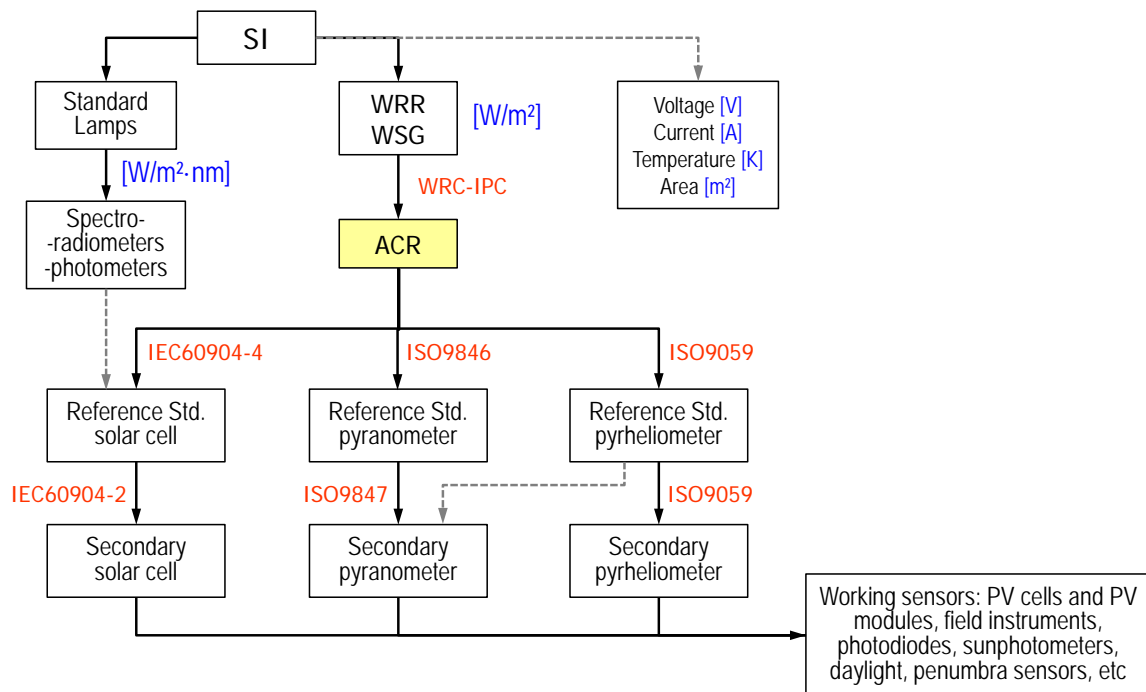 SI
Standard
Lamps
WRR
WSG
[W/m²]
Voltage [V]
Current [A]
Temperature [K]
Area [m²]
[W/m²·nm]
WRC-IPC
Spectro-
-radiometers
-photometers
ACR
IEC60904-4
ISO9846
ISO9059
Reference Std.
solar cell
Reference Std.
pyranometer
Reference Std.
pyrheliometer
IEC60904-2
ISO9847
ISO9059
Secondary
solar cell
Secondary
pyranometer
Secondary
pyrheliometer
Working sensors: PV cells and PV
modules, field instruments,
photodiodes, sunphotometers,
daylight, penumbra sensors, etc